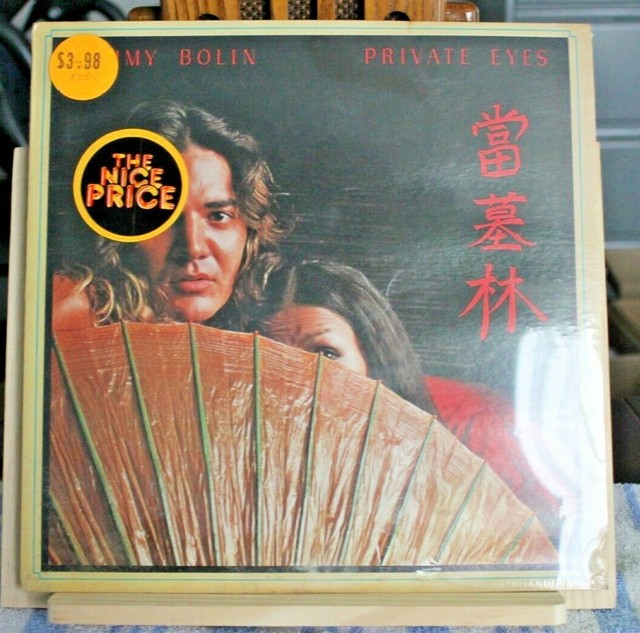 $3.98
MMY BOLIN
PRIVATE EYES
THE
NICE
PRICE
當
墓
林